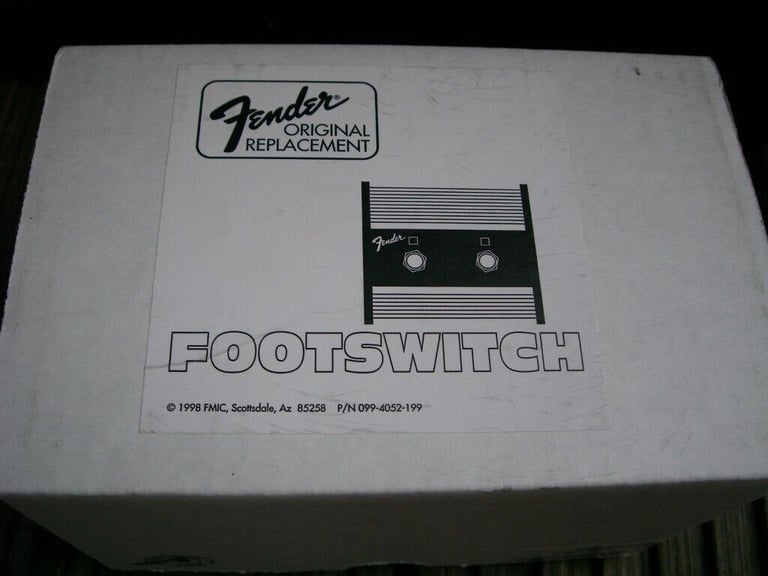 Fender®
ORIGINAL
REPLACEMENT
Fender
FOOTSWITCH
© 1998 FMIC, Scottsdale, Az 85258 P/N 099-4052-199